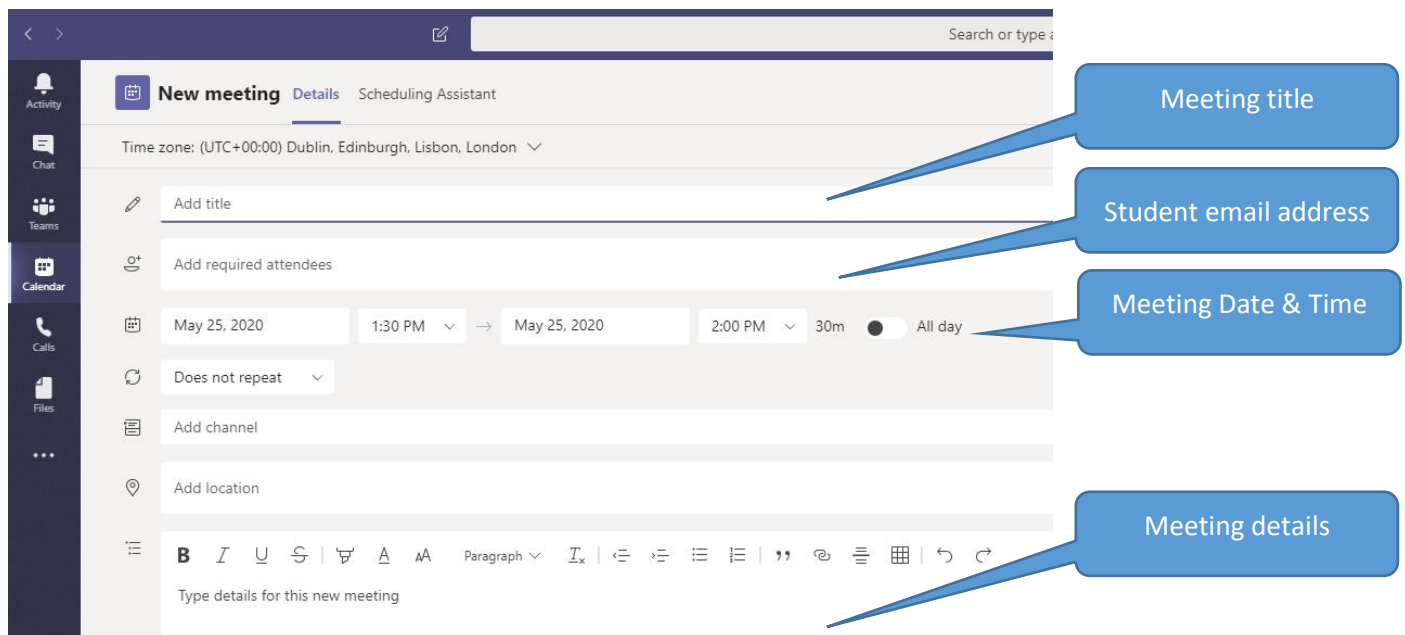 Search or type a
Activity
Chat
Teams
Calendar
Calls
Files
New meeting Details Scheduling Assistant
Time zone: (UTC+00:00) Dublin, Edinburgh, Lisbon, London
Add title
Add required attendees
May 25, 2020 1:30 PM → May 25, 2020 2:00 PM 30m All day
Does not repeat
Add channel
Add location
B I U S A AA Paragraph Tx
Type details for this new meeting
Meeting title
Student email address
Meeting Date & Time
Meeting details